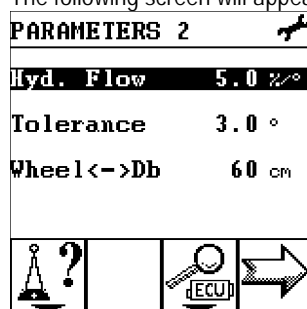 The following screen will appea
PARAMETERS 2
Hyd. Flow 5.0 %/°
Tolerance 3.0 °
Wheel<->Db 60 cm
?
ECU